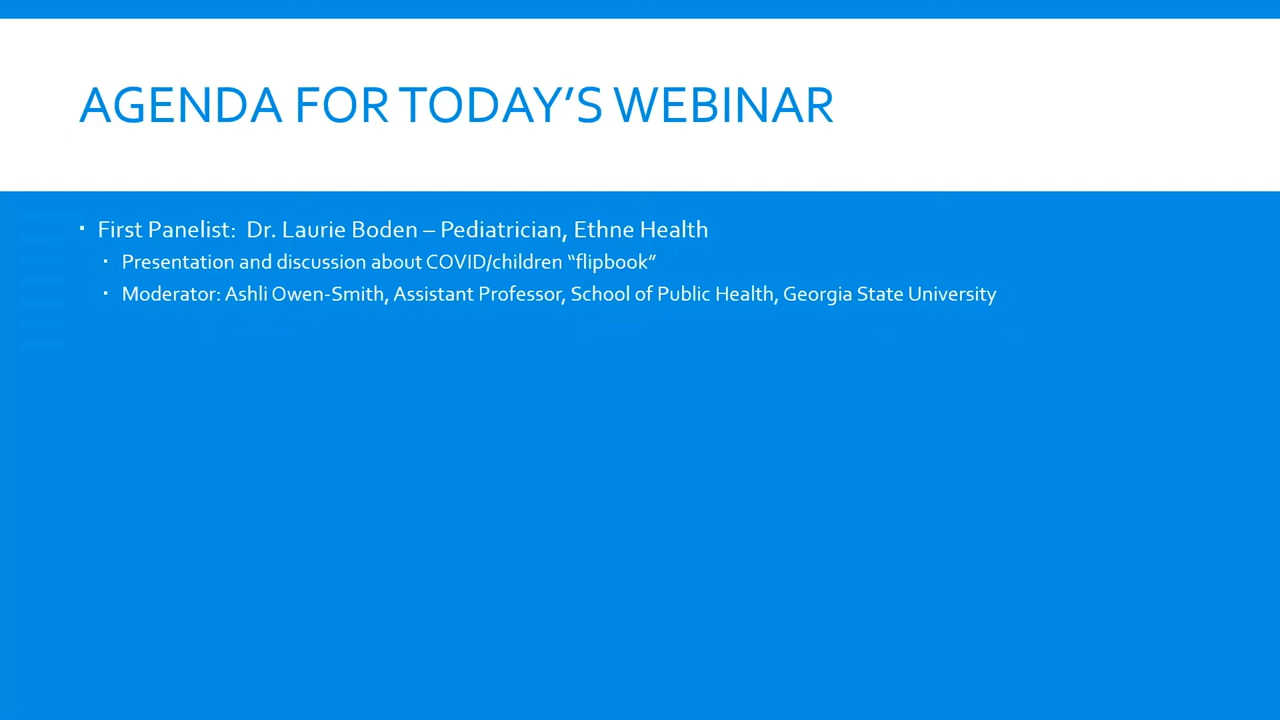 AGENDA FOR TODAY’S WEBINAR
▪ First Panelist:  Dr. Laurie Boden – Pediatrician, Ethne Health
▪ Presentation and discussion about COVID/children “flipbook”
▪ Moderator: Ashli Owen-Smith, Assistant Professor, School of Public Health, Georgia State University